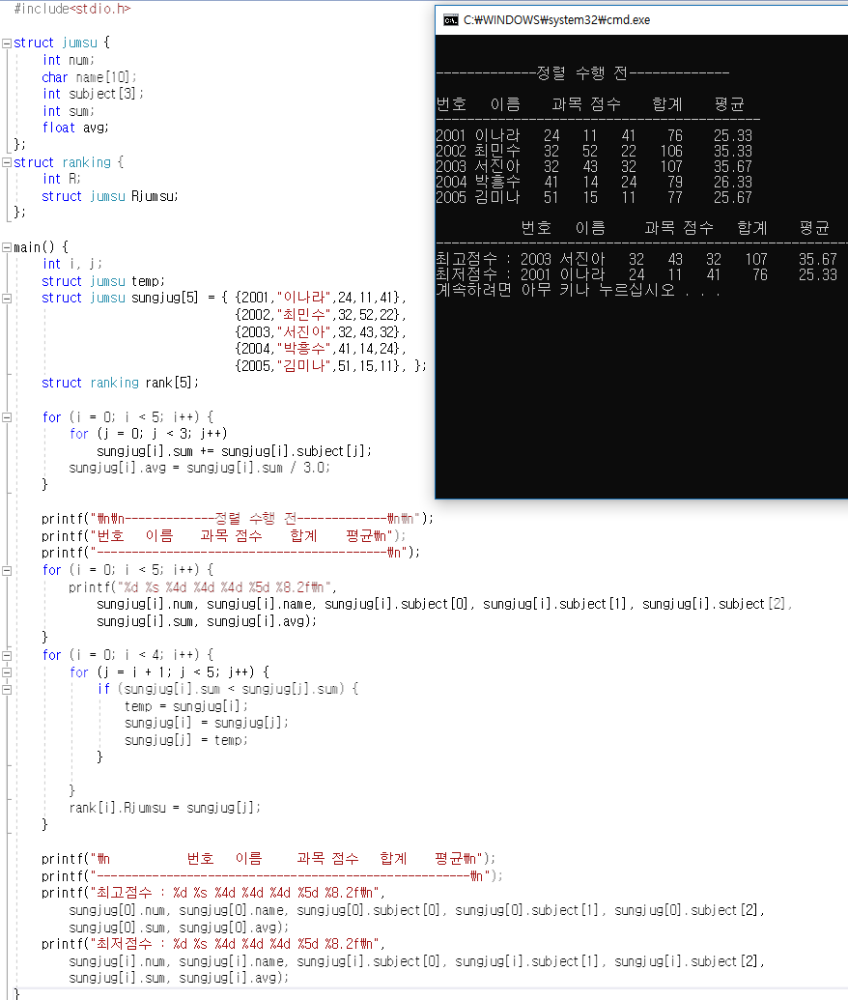 #include<stdio.h>
struct jumsu {
int num;
char name[10];
int subject[3];
int sum;
float avg;
};
struct ranking {
int R;
struct jumsu Rjumsu;
};
main() {
int i, j;
struct jumsu temp;
struct jumsu sungjug[5] = { {2001,"이나라",24,11,41},
{2002,"최민수",32,52,22},
{2003,"서진아",32,43,32},
{2004,"박흥수",41,14,24},
{2005,"김미나",51,15,11}, };
struct ranking rank[5];
for (i = 0; i < 5; i++) {
for (j = 0; j < 3; j++)
sungjug[i].sum += sungjug[i].subject[j];
sungjug[i].avg = sungjug[i].sum / 3.0;
}
printf("₩n₩n-------------정렬 수행 전-------------₩n₩n");
printf("번호   이름    과목 점수    합계    평균₩n");
printf("------------------------------------------₩n");
for (i = 0; i < 5; i++) {
printf("%d %s %4d %4d %4d %5d %8.2f₩n",
sungjug[i].num, sungjug[i].name, sungjug[i].subject[0], sungjug[i].subject[1], sungjug[i].subject[2],
sungjug[i].sum, sungjug[i].avg);
}
for (i = 0; i < 4; i++) {
for (j = i + 1; j < 5; j++) {
if (sungjug[i].sum < sungjug[j].sum) {
temp = sungjug[i];
sungjug[i] = sungjug[j];
sungjug[j] = temp;
}
}
rank[i].Rjumsu = sungjug[j];
}
printf("₩n           번호   이름     과목 점수   합계    평균₩n");
printf("------------------------------------------------------₩n");
printf("최고점수 : %d %s %4d %4d %4d %5d %8.2f₩n",
sungjug[0].num, sungjug[0].name, sungjug[0].subject[0], sungjug[0].subject[1], sungjug[0].subject[2],
sungjug[0].sum, sungjug[0].avg);
printf("최저점수 : %d %s %4d %4d %4d %5d %8.2f₩n",
sungjug[i].num, sungjug[i].name, sungjug[i].subject[0], sungjug[i].subject[1], sungjug[i].subject[2],
sungjug[i].sum, sungjug[i].avg);
}
C:₩WINDOWS₩system32₩cmd.exe
-------------정렬 수행 전-------------
번호   이름    과목 점수    합계    평균
------------------------------------------
2001 이나라   24   11   41    76    25.33
2002 최민수   32   52   22   106    35.33
2003 서진아   32   43   32   107    35.67
2004 박흥수   41   14   24    79    26.33
2005 김미나   51   15   11    77    25.67
번호   이름     과목 점수   합계    평균
------------------------------------------------------
최고점수 : 2003 서진아   32   43   32   107    35.67
최저점수 : 2001 이나라   24   11   41    76    25.33
계속하려면 아무 키나 누르십시오 . . .